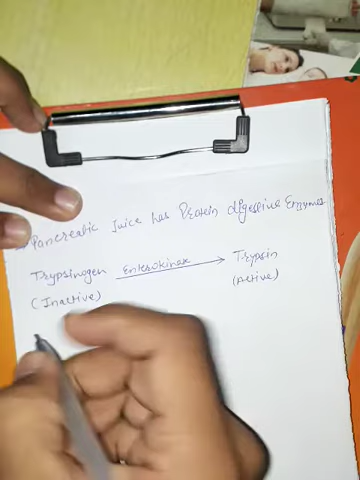 Pancreatic Juice has Protein digestive Enzymes
Trypsinogen Enterokinase → Trypsin
(Inactive) (Active)